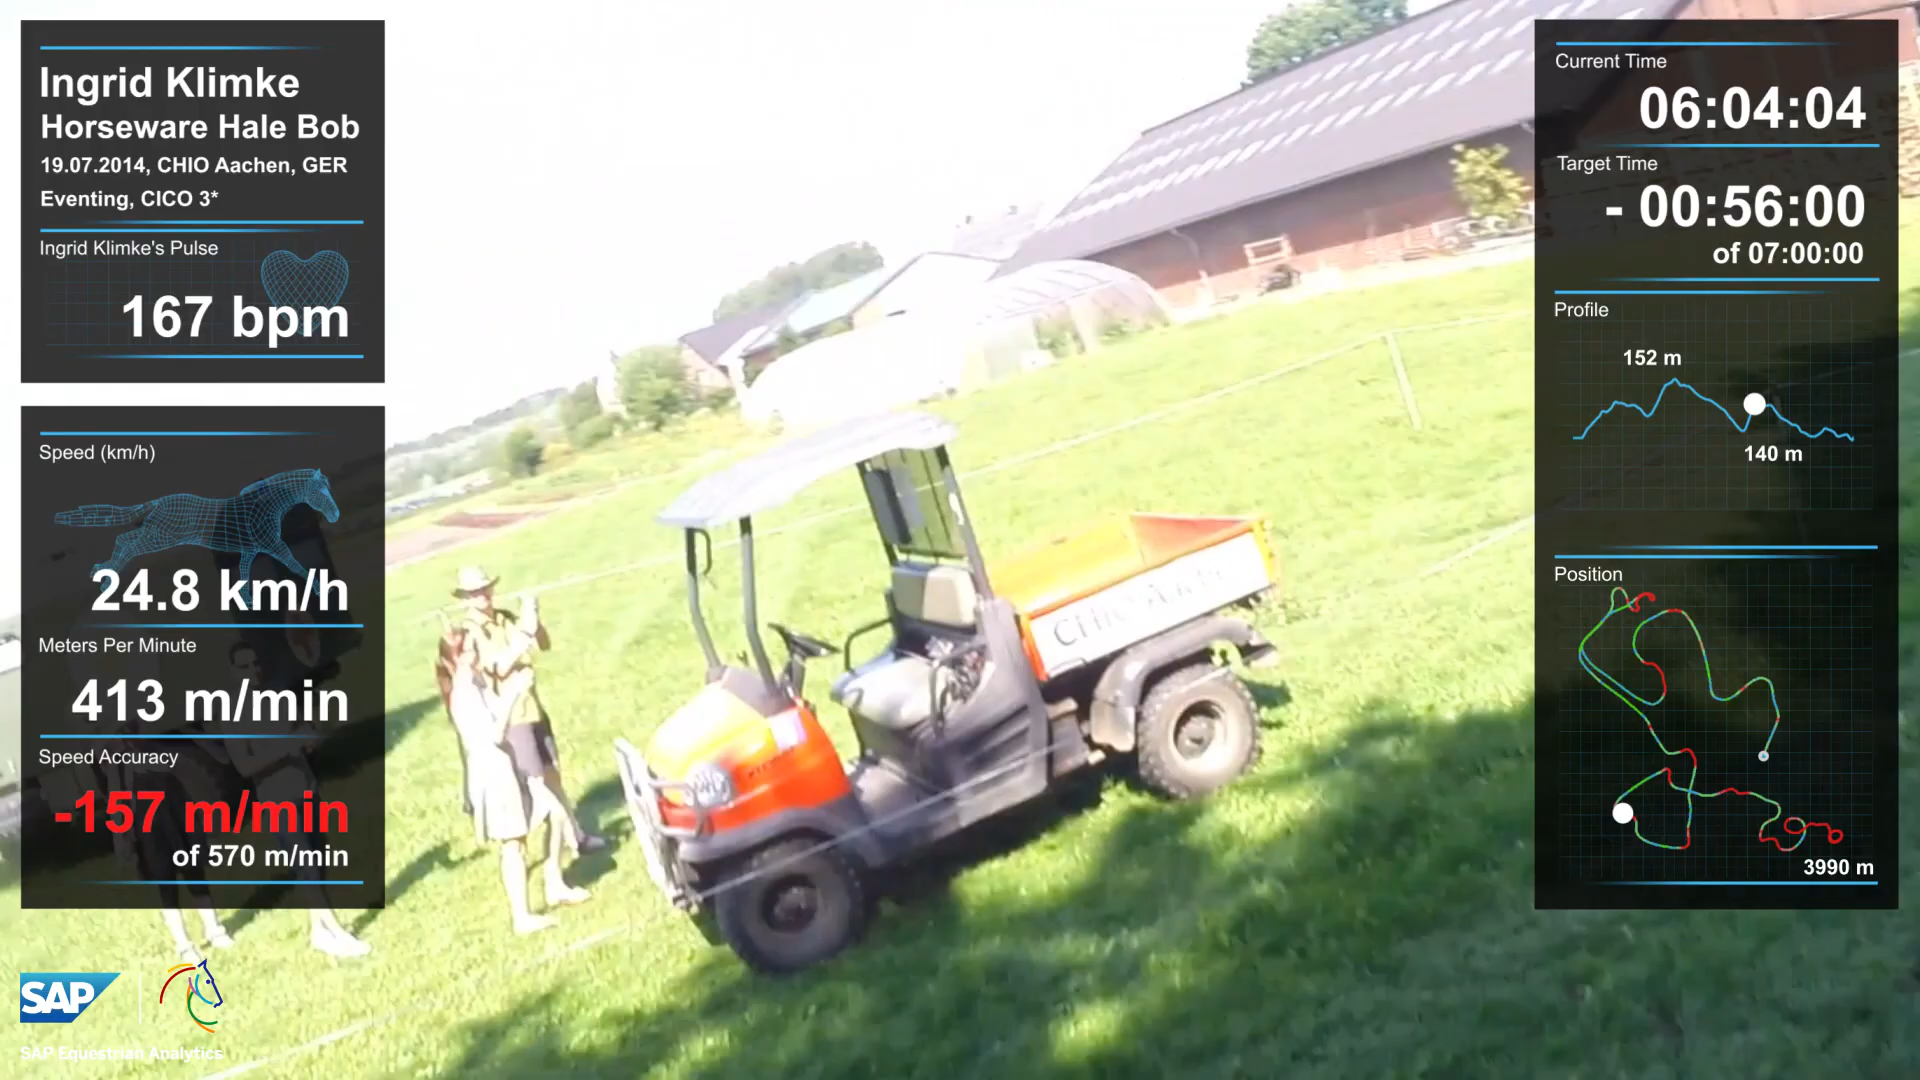 Ingrid Klimke
Horseware Hale Bob
19.07.2014, CHIO Aachen, GER
Eventing, CICO 3*
Ingrid Klimke's Pulse
167 bpm
Speed (km/h)
24.8 km/h
Meters Per Minute
413 m/min
Speed Accuracy
-157 m/min
of 570 m/min
SAP
SAP Equestrian Analytics
Current Time
06:04:04
Target Time
- 00:56:00
of 07:00:00
Profile
152 m
140 m
Position
3990 m